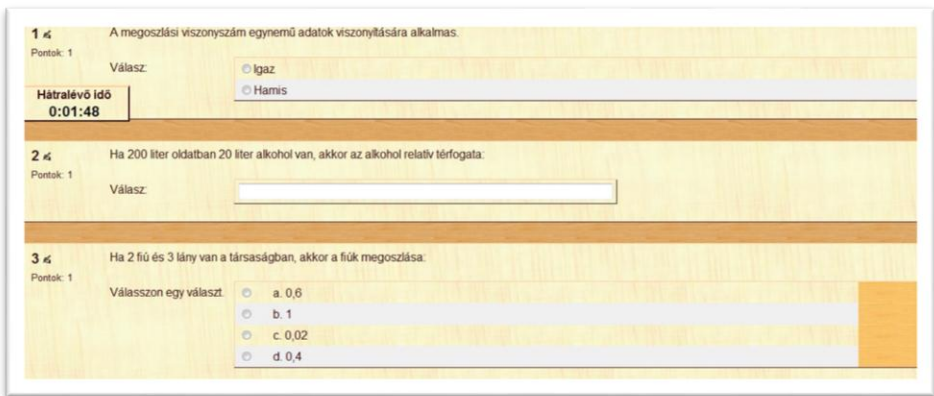 1 A megoszlási viszonyszám egynemű adatok viszonyítására alkalmas.
Pontok: 1
Válasz:
Igaz
Hamis
Hátralévő idő
0:01:48
2 Ha 200 liter oldatban 20 liter alkohol van, akkor az alkohol relatív térfogata:
Pontok: 1
Válasz:
3 Ha 2 fiú és 3 lány van a társaságban, akkor a fiúk megoszlása:
Pontok: 1
Válasszon egy választ.
a. 0,6
b. 1
c. 0,02
d. 0,4